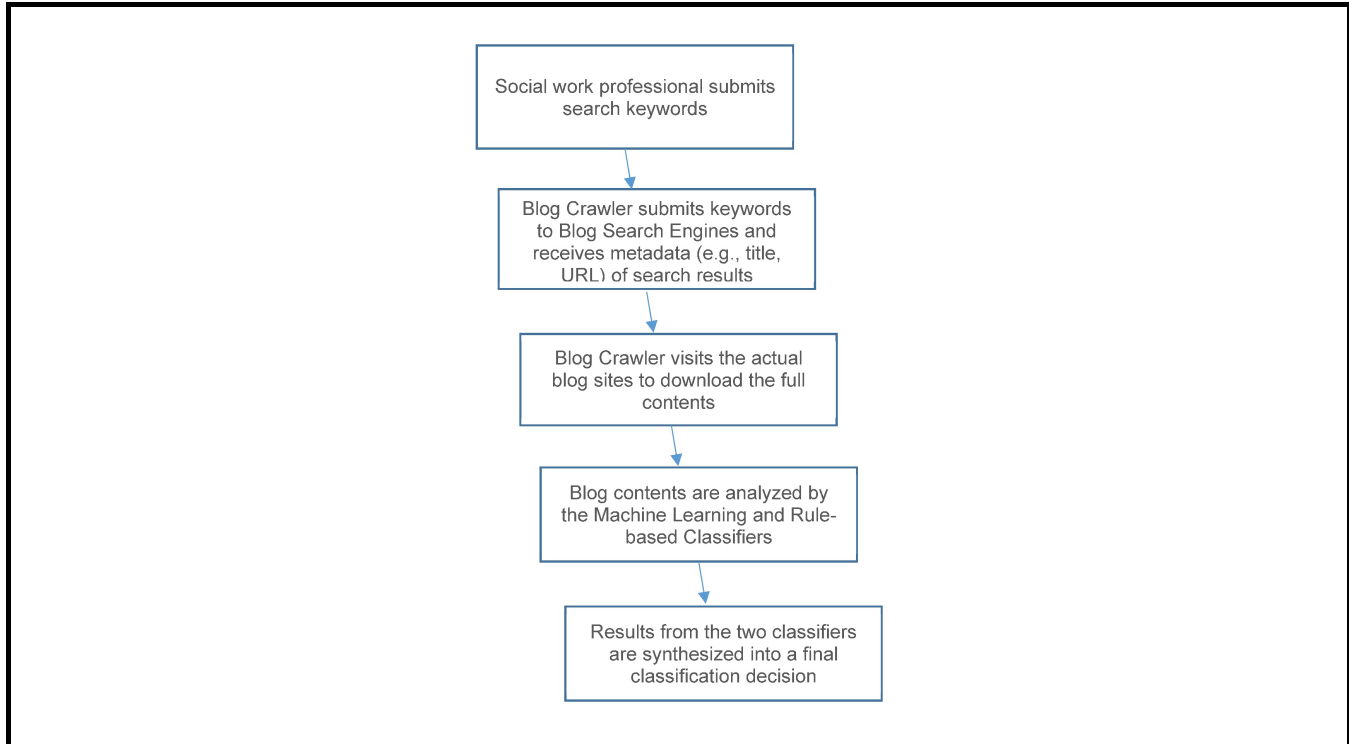 Social work professional submits
search keywords
Blog Crawler submits keywords
to Blog Search Engines and
receives metadata (e.g., title,
URL) of search results
Blog Crawler visits the actual
blog sites to download the full
contents
Blog contents are analyzed by
the Machine Learning and Rule-
based Classifiers
Results from the two classifiers
are synthesized into a final
classification decision